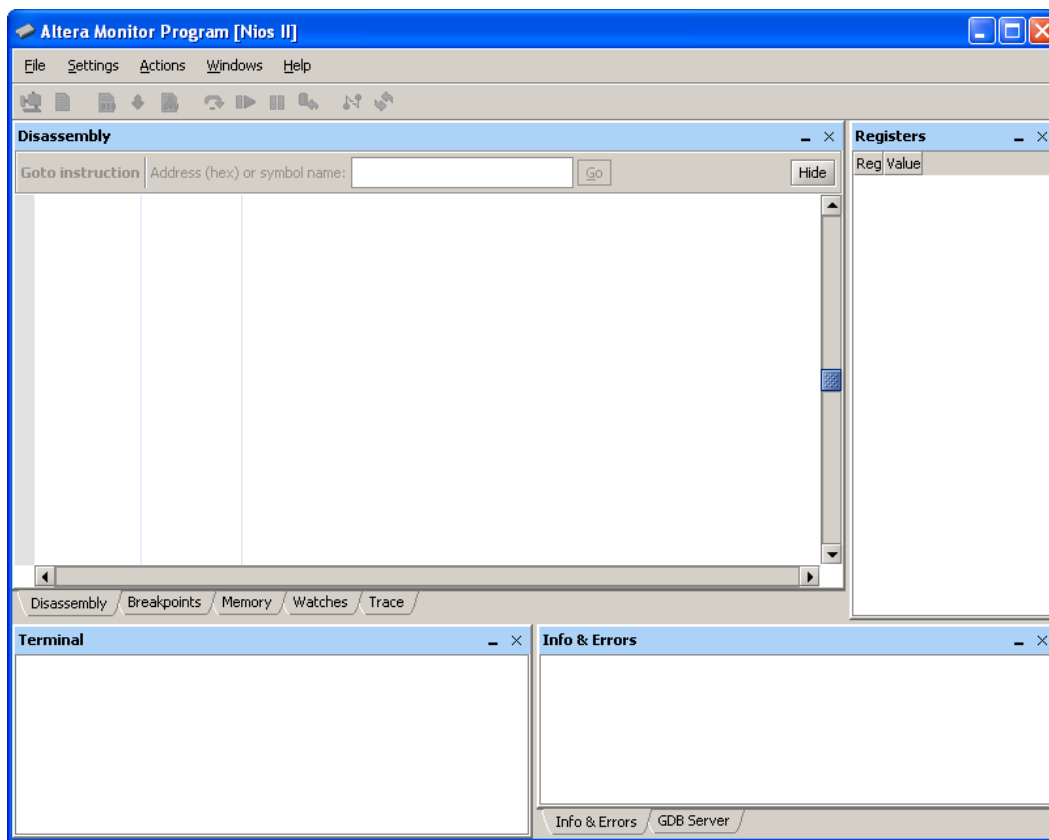 Altera Monitor Program [Nios II]
File Settings Actions Windows Help
Disassembly
Goto instruction Address (hex) or symbol name: Go Hide
Registers
Reg Value
Disassembly Breakpoints Memory Watches Trace
Terminal
Info & Errors
Info & Errors GDB Server